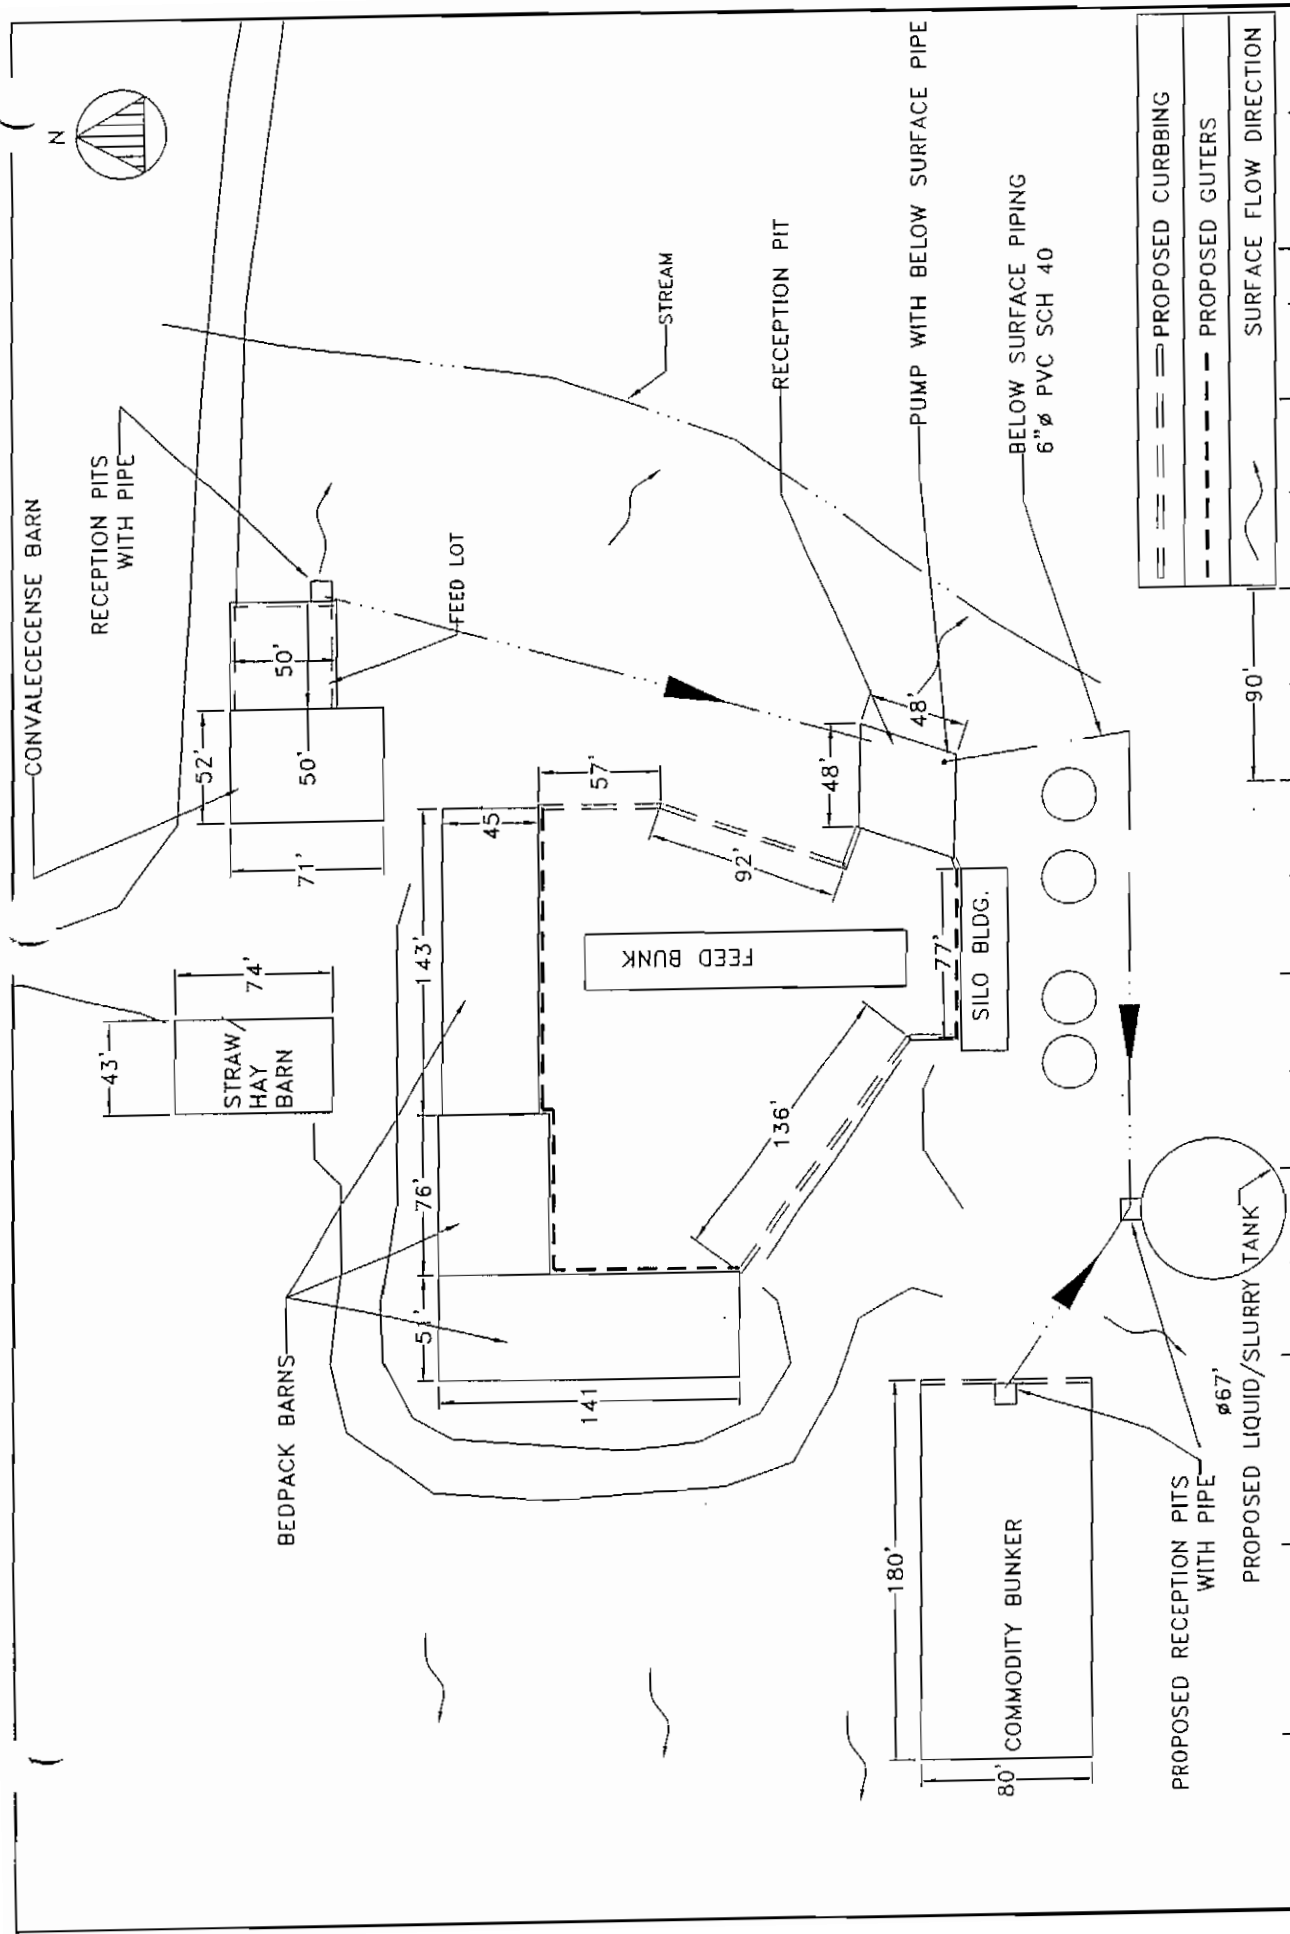 N
CONVALECECENSE BARN
RECEPTION PITS
WITH PIPE
43'
74'
STRAW/
HAY
BARN
52'
71'
50'
50'
FEED LOT
STREAM
BEDPACK BARNS
51'
76'
143'
45
141
57'
92'
FEED BUNK
136'
77'
SILO BLDG.
48'
48'
RECEPTION PIT
PUMP WITH BELOW SURFACE PIPE
BELOW SURFACE PIPING
6"ø PVC SCH 40
180'
80'
COMMODITY BUNKER
PROPOSED RECEPTION PITS
WITH PIPE
ø67'
PROPOSED LIQUID/SLURRY TANK
90'
PROPOSED CURBBING
PROPOSED GUTERS
SURFACE FLOW DIRECTION